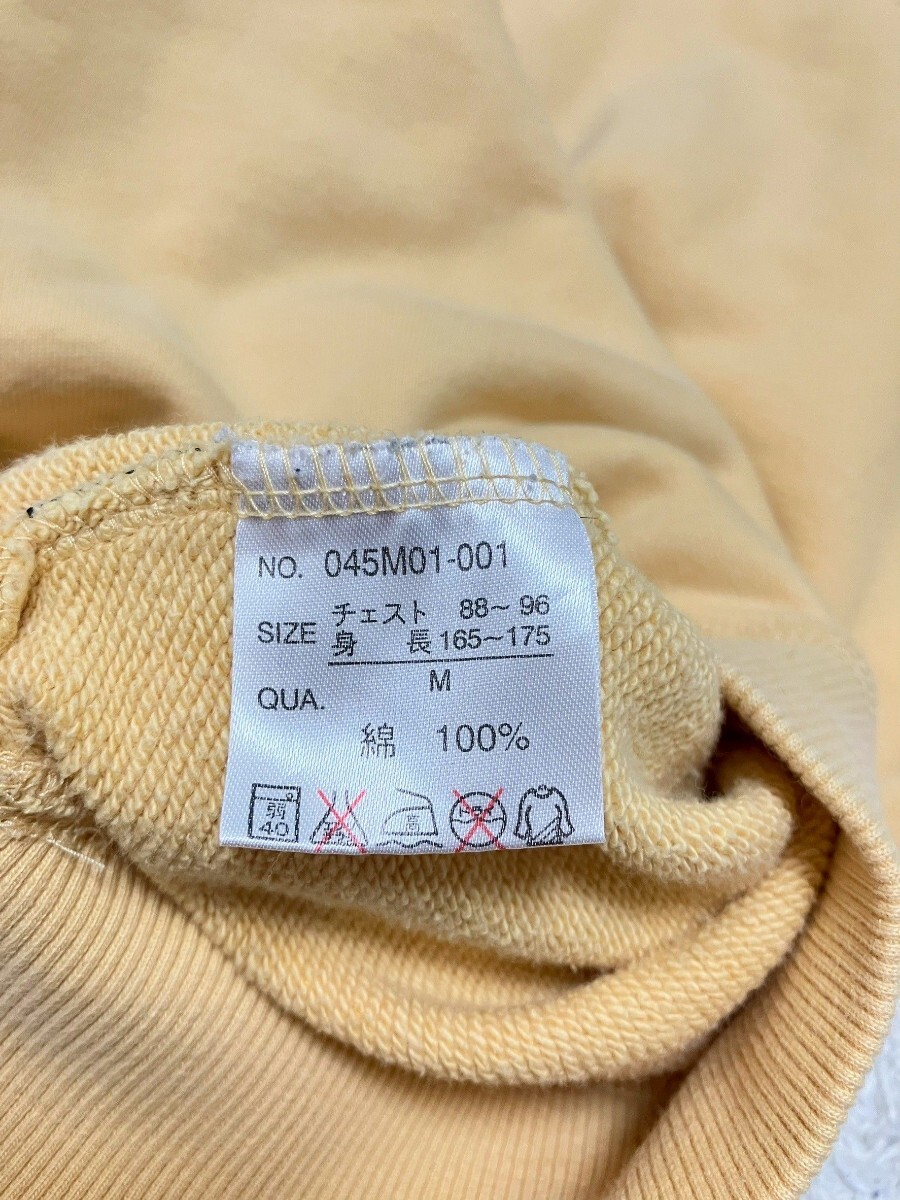 NO. 045M01-001
SIZE チェスト 88~ 96
身 長 165~175
M
QUA.
綿 100%
弱 40 高